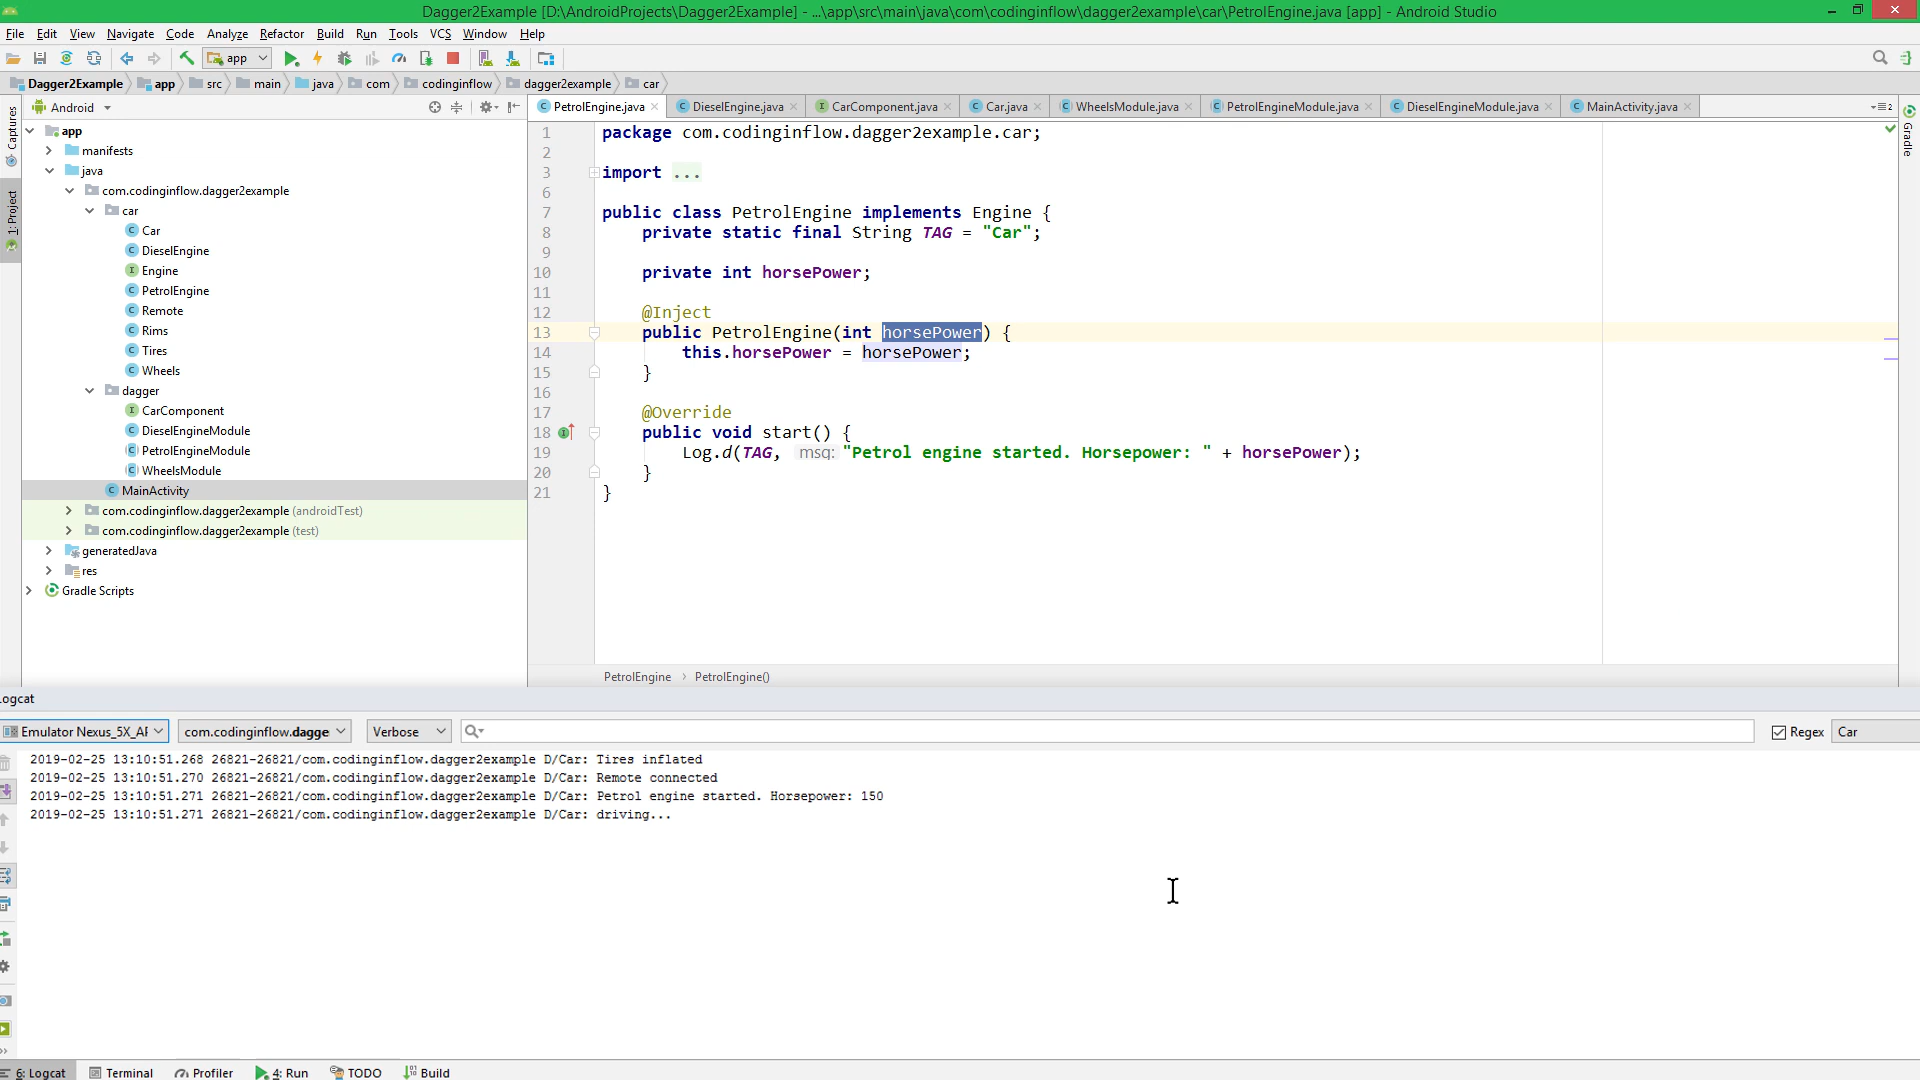 Dagger2Example [D:\AndroidProjects\Dagger2Example] - ...\app\src\main\java\com\codinginflow\dagger2example\car\PetrolEngine.java [app] - Android Studio
File Edit View Navigate Code Analyze Refactor Build Run Tools VCS Window Help
app
Dagger2Example app src main java com codinginflow dagger2example car
Android
PetrolEngine.java DieselEngine.java CarComponent.java Car.java WheelsModule.java PetrolEngineModule.java DieselEngineModule.java MainActivity.java
Captures
1: Project
Gradle
app
manifests
java
com.codinginflow.dagger2example
car
Car
DieselEngine
Engine
PetrolEngine
Remote
Rims
Tires
Wheels
dagger
CarComponent
DieselEngineModule
PetrolEngineModule
WheelsModule
MainActivity
com.codinginflow.dagger2example (androidTest)
com.codinginflow.dagger2example (test)
generatedJava
res
Gradle Scripts
1 package com.codinginflow.dagger2example.car;
2
3 import ...
6
7 public class PetrolEngine implements Engine {
8 private static final String TAG = "Car";
9
10 private int horsePower;
11
12 @Inject
13 public PetrolEngine(int horsePower) {
14 this.horsePower = horsePower;
15 }
16
17 @Override
18 public void start() {
19 Log.d(TAG, msg: "Petrol engine started. Horsepower: " + horsePower);
20 }
21 }
PetrolEngine › PetrolEngine()
ogcat
Emulator Nexus_5X_AF com.codinginflow.dagge Verbose Regex Car
2019-02-25 13:10:51.268 26821-26821/com.codinginflow.dagger2example D/Car: Tires inflated
2019-02-25 13:10:51.270 26821-26821/com.codinginflow.dagger2example D/Car: Remote connected
2019-02-25 13:10:51.271 26821-26821/com.codinginflow.dagger2example D/Car: Petrol engine started. Horsepower: 150
2019-02-25 13:10:51.271 26821-26821/com.codinginflow.dagger2example D/Car: driving...
6: Logcat Terminal Profiler 4: Run TODO Build